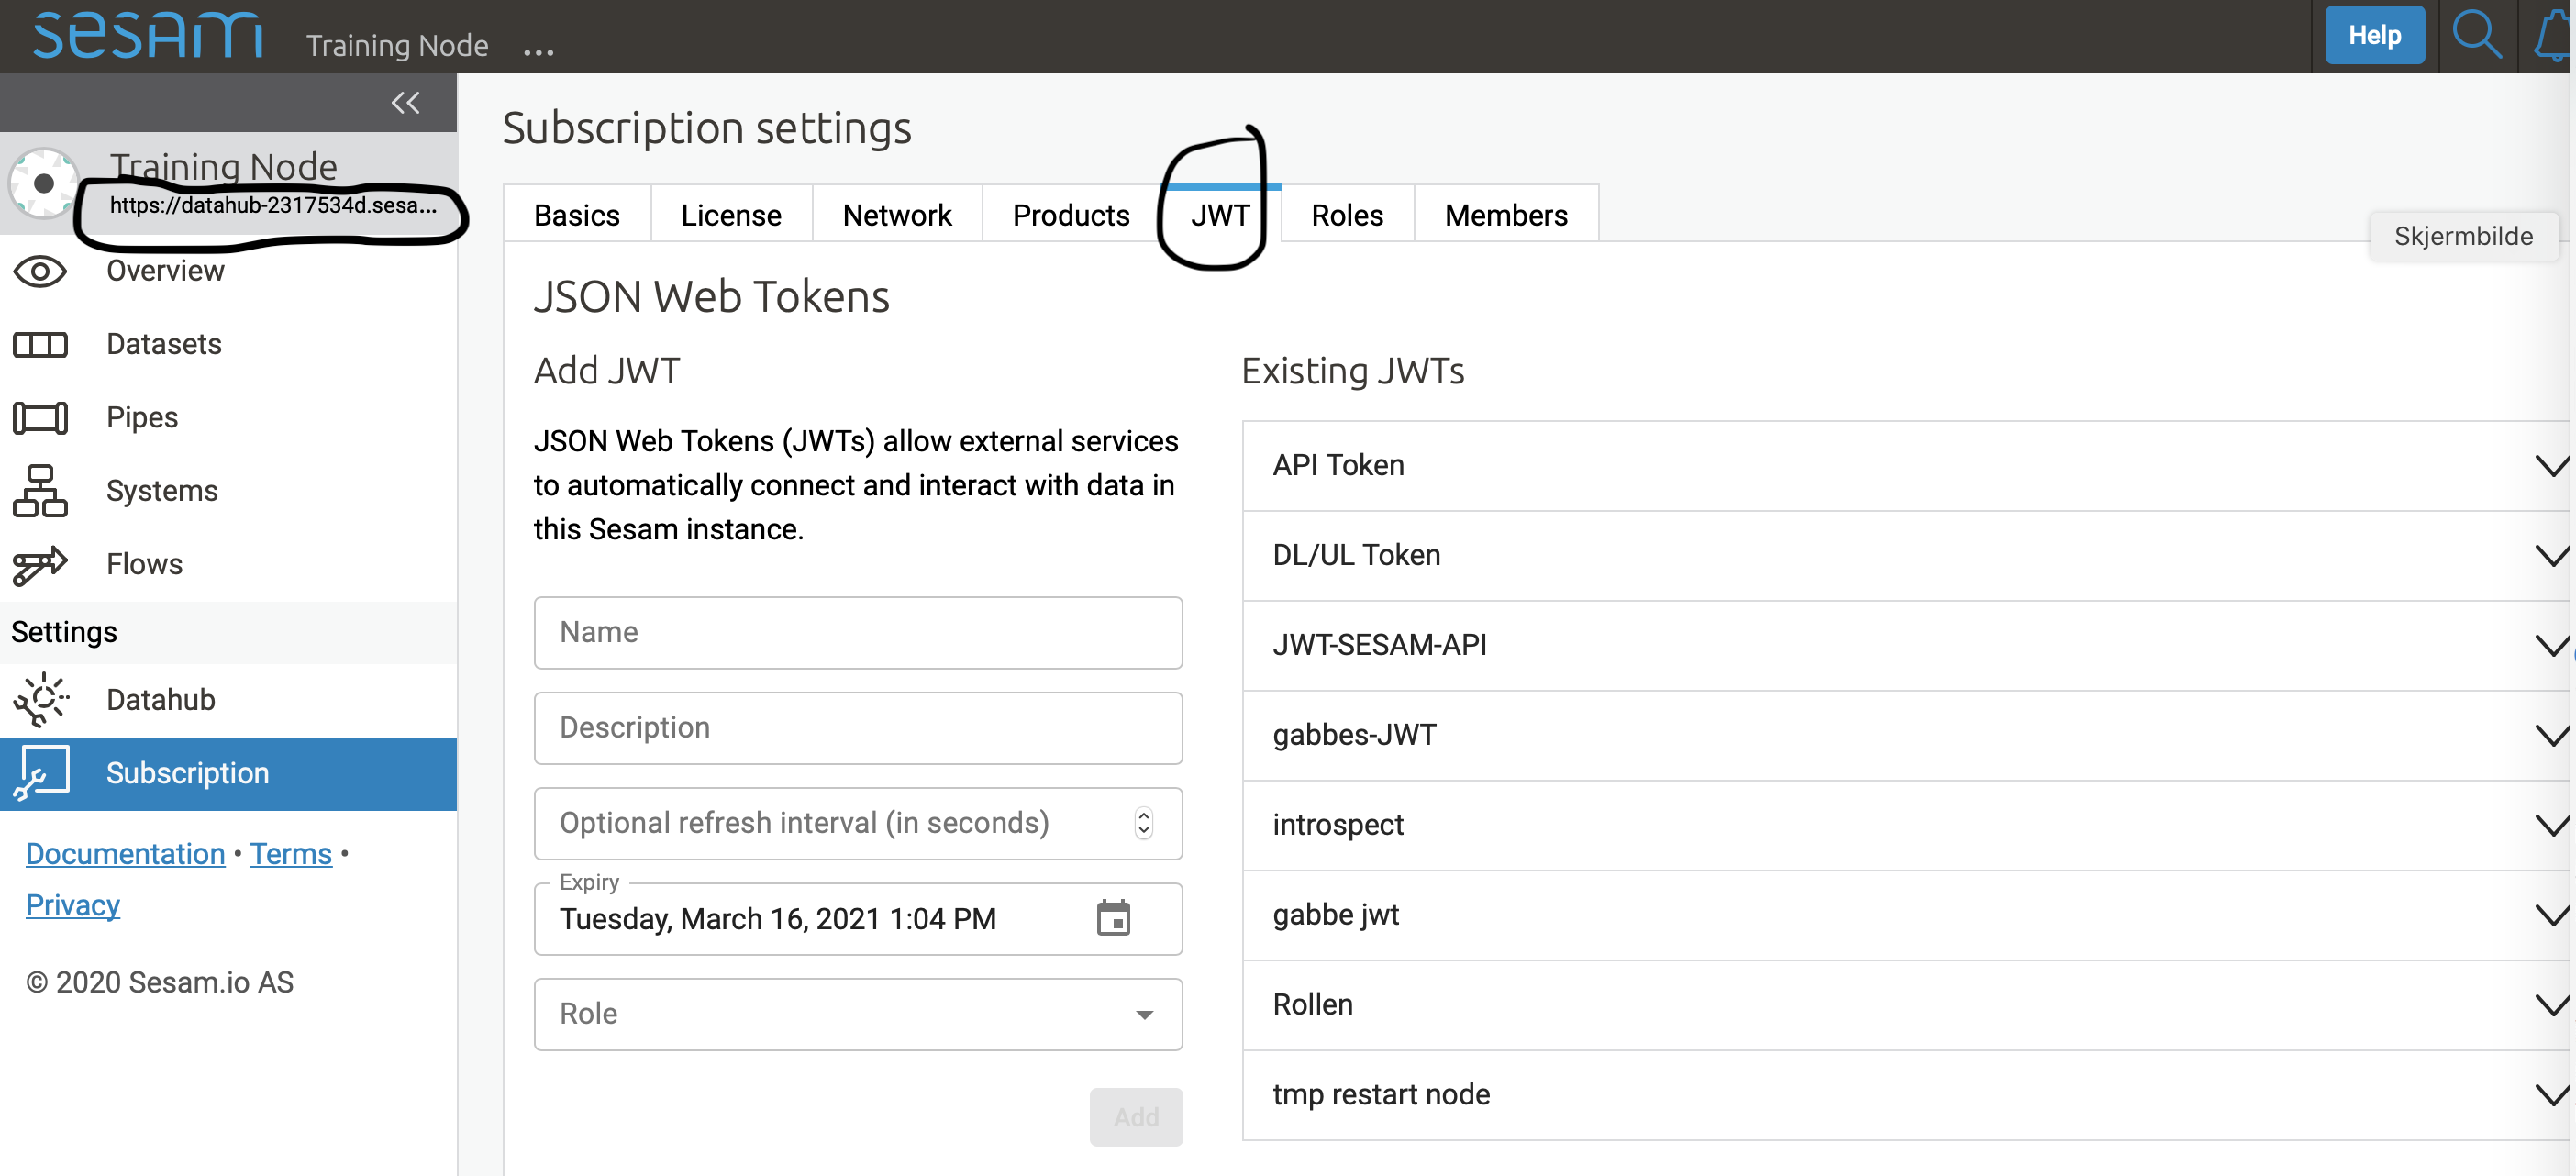 sesam Training Node ...
Help
Training Node
https://datahub-2317534d.sesa...
Overview
Datasets
Pipes
Systems
Flows
Settings
Datahub
Subscription
Documentation • Terms •
Privacy
© 2020 Sesam.io AS
Subscription settings
Basics License Network Products JWT Roles Members
Skjermbilde
JSON Web Tokens
Add JWT
JSON Web Tokens (JWTs) allow external services
to automatically connect and interact with data in
this Sesam instance.
Name
Description
Optional refresh interval (in seconds)
Expiry
Tuesday, March 16, 2021 1:04 PM
Role
Add
Existing JWTs
API Token
DL/UL Token
JWT-SESAM-API
gabbes-JWT
introspect
gabbe jwt
Rollen
tmp restart node